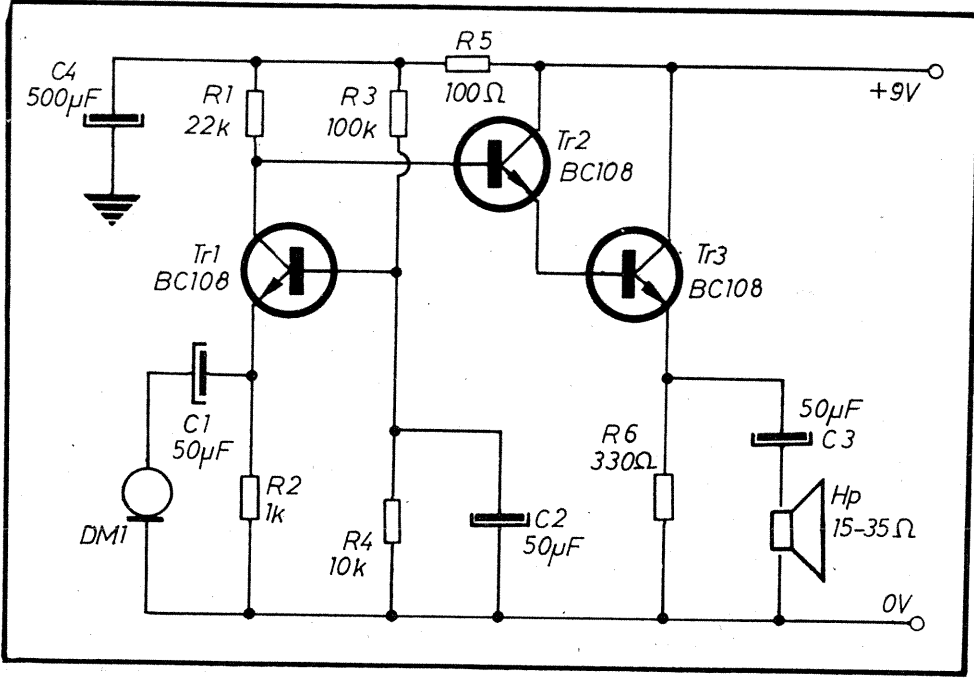 C4
500µF
R1
22k
R3
100k
R5
100Ω
+9V
Tr2
BC108
Tr1
BC108
Tr3
BC108
C1
50µF
R2
1k
DM1
R4
10k
C2
50µF
R6
330Ω
50µF
C3
Hp
15-35Ω
0V